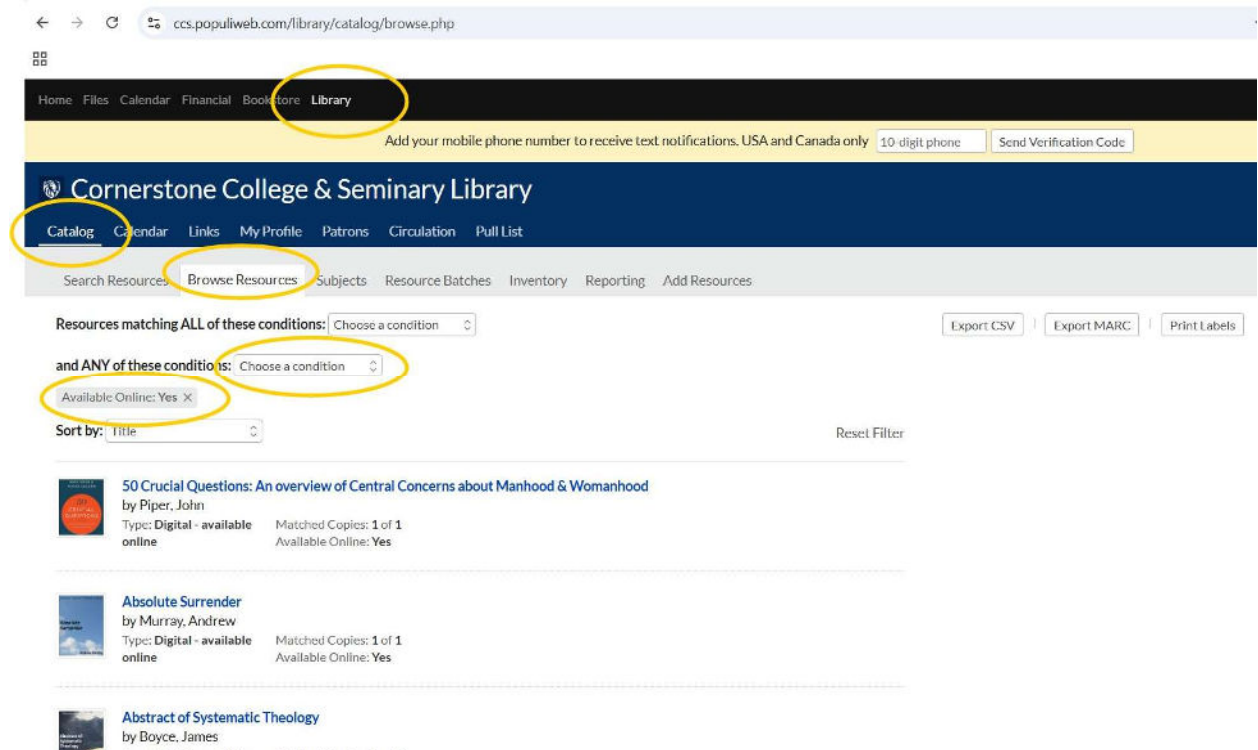 ccs.populiweb.com/library/catalog/browse.php
Home Files Calendar Financial Bookstore Library
Add your mobile phone number to receive text notifications. USA and Canada only 10-digit phone Send Verification Code
Cornerstone College & Seminary Library
Catalog Calendar Links My Profile Patrons Circulation Pull List
Search Resources Browse Resources Subjects Resource Batches Inventory Reporting Add Resources
Resources matching ALL of these conditions: Choose a condition Export CSV Export MARC Print Labels
and ANY of these conditions: Choose a condition
Available Online: Yes ×
Sort by: Title Reset Filter
50 Crucial Questions: An overview of Central Concerns about Manhood & Womanhood
by Piper, John
Type: Digital - available Matched Copies: 1 of 1
online Available Online: Yes
Absolute Surrender
by Murray, Andrew
Type: Digital - available Matched Copies: 1 of 1
online Available Online: Yes
Abstract of Systematic Theology
by Boyce, James